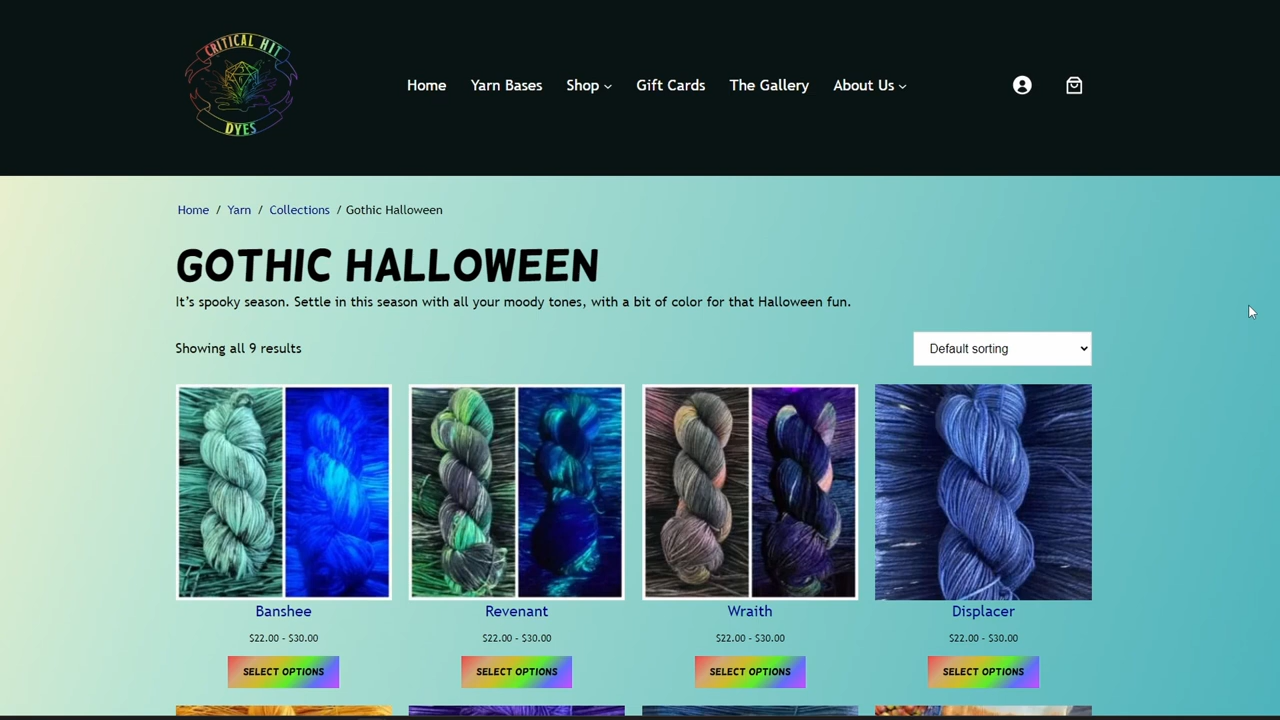 CRITICAL HIT
DYES
Home
Yarn Bases
Shop
Gift Cards
The Gallery
About Us
Home / Yarn / Collections / Gothic Halloween
GOTHIC HALLOWEEN
It's spooky season. Settle in this season with all your moody tones, with a bit of color for that Halloween fun.
Showing all 9 results
Default sorting
Banshee
$22.00 - $30.00
SELECT OPTIONS
Revenant
$22.00 - $30.00
SELECT OPTIONS
Wraith
$22.00 - $30.00
SELECT OPTIONS
Displacer
$22.00 - $30.00
SELECT OPTIONS